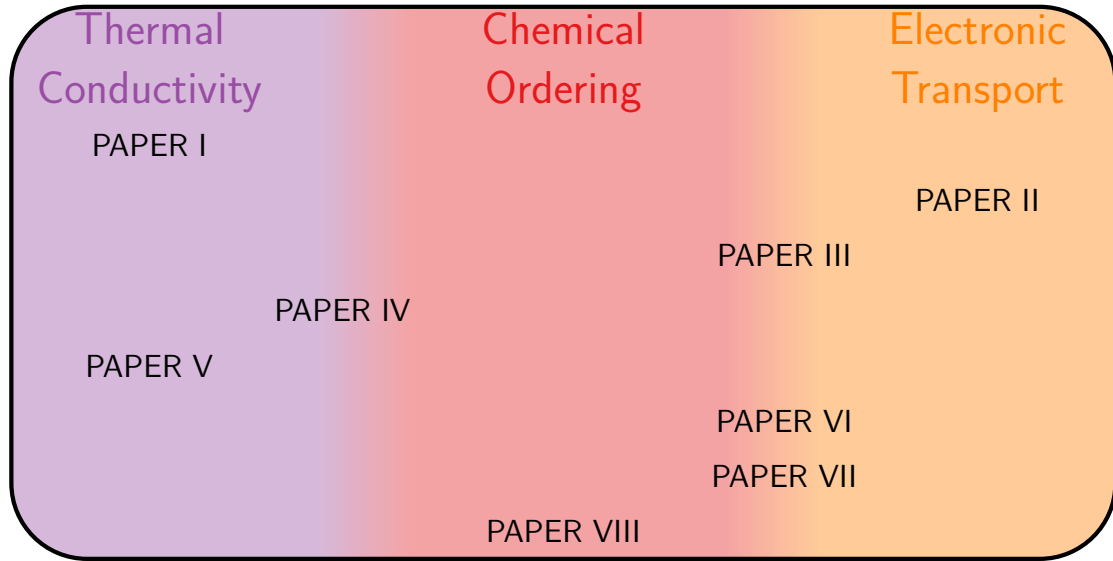 Thermal Conductivity
Chemical Ordering
Electronic Transport
PAPER I
PAPER II
PAPER III
PAPER IV
PAPER V
PAPER VI
PAPER VII
PAPER VIII